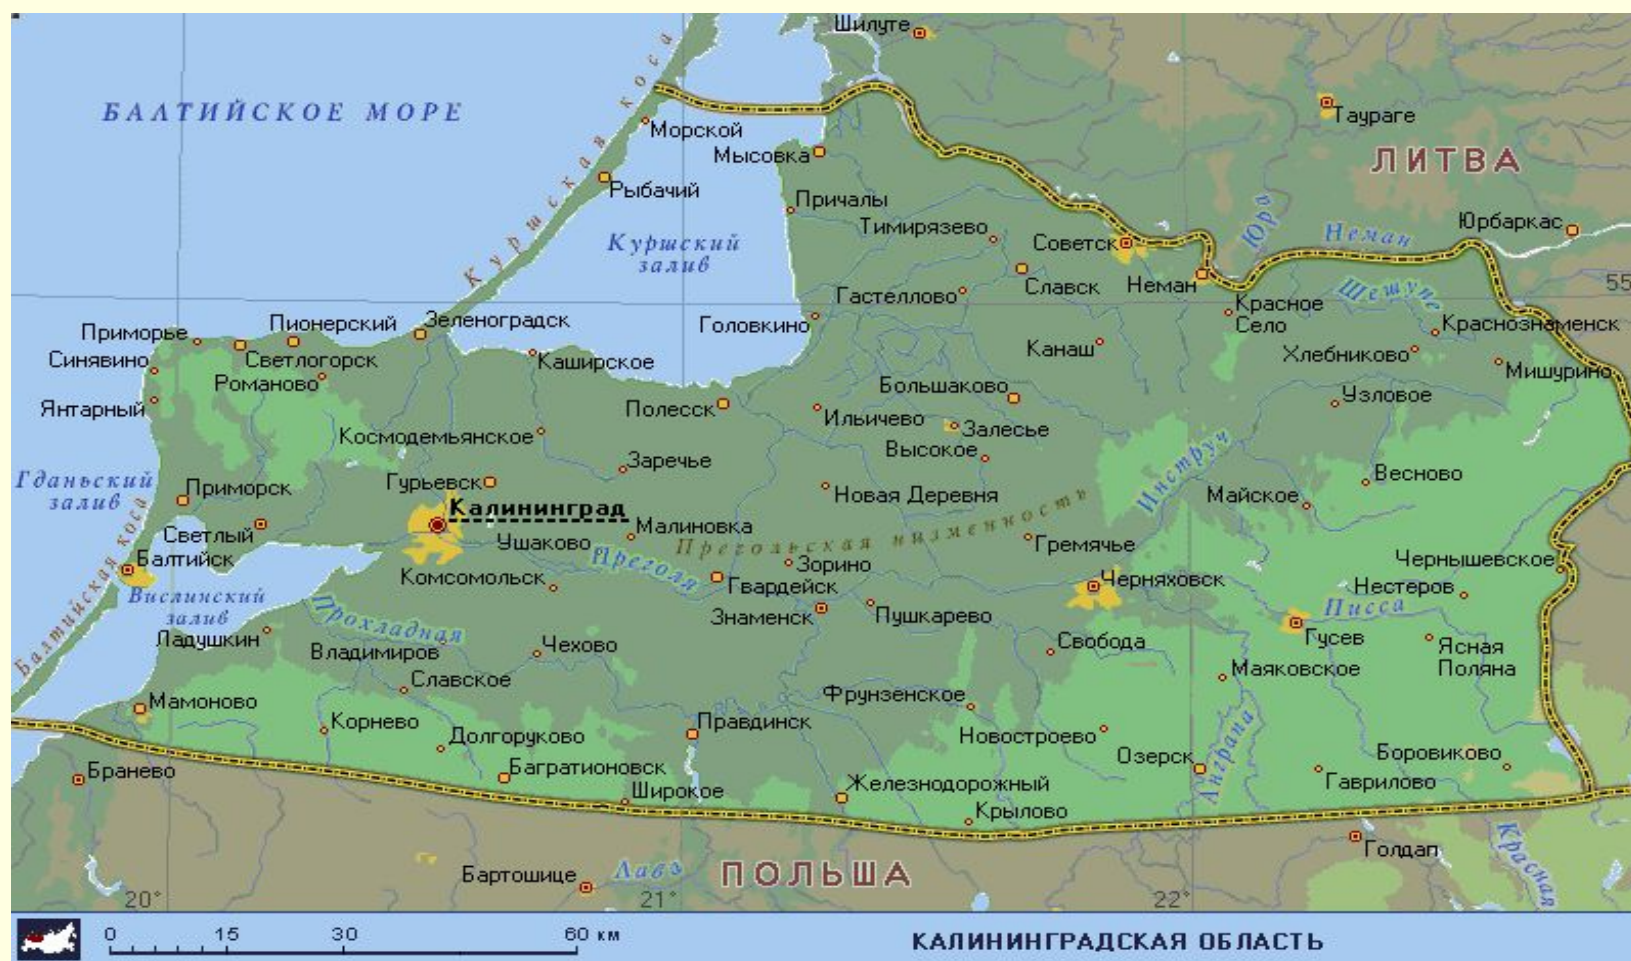 Шилуте
БАЛТИЙСКОЕ МОРЕ
Куршская коса
Таураге
Морской
Мысовка
ЛИТВА
Рыбачий
Причалы
Юра
Тимирязево
Советск
Неман
Юрбаркас
Куршский
залив
Славск
Неман
Шешупе
55
Гастеллово
Красное
Село
Приморье
Пионерский
Зеленоградск
Головкино
Краснознаменск
Синявино
Светлогорск
Каширское
Канаш
Хлебниково
Мишурино
Романово
Большаково
Узловое
Янтарный
Полесск
Ильичево
Залесье
Космодемьянское
Высокое
Инструч
Заречье
Весново
Гданьский
залив
Приморск
Гурьевск
Новая Деревня
Майское
Калининград
Светлый
Малиновка
Прегольская низменность
Ушаково
Гремячье
Балтийск
Преголя
Зорино
Чернышевское
Комсомольск
Гвардейск
Черняховск
Нестеров
Балтийская коса
Вислинский
залив
Прохладная
Знаменск
Пушкарево
Писса
Ладушкин
Гусев
Владимиров
Чехово
Свобода
Ясная
Поляна
Славское
Маяковское
Мамоново
Фрунзенское
Корнево
Правдинск
Долгоруково
Новостроево
Анграпа
Озерск
Боровиково
Бранево
Багратионовск
Железнодорожный
Гаврилово
Широкое
Крылово
Голдап
Красная
Бартошице
Лава
ПОЛЬША
20°
21°
22°
0 15 30 60 км
КАЛИНИНГРАДСКАЯ ОБЛАСТЬ